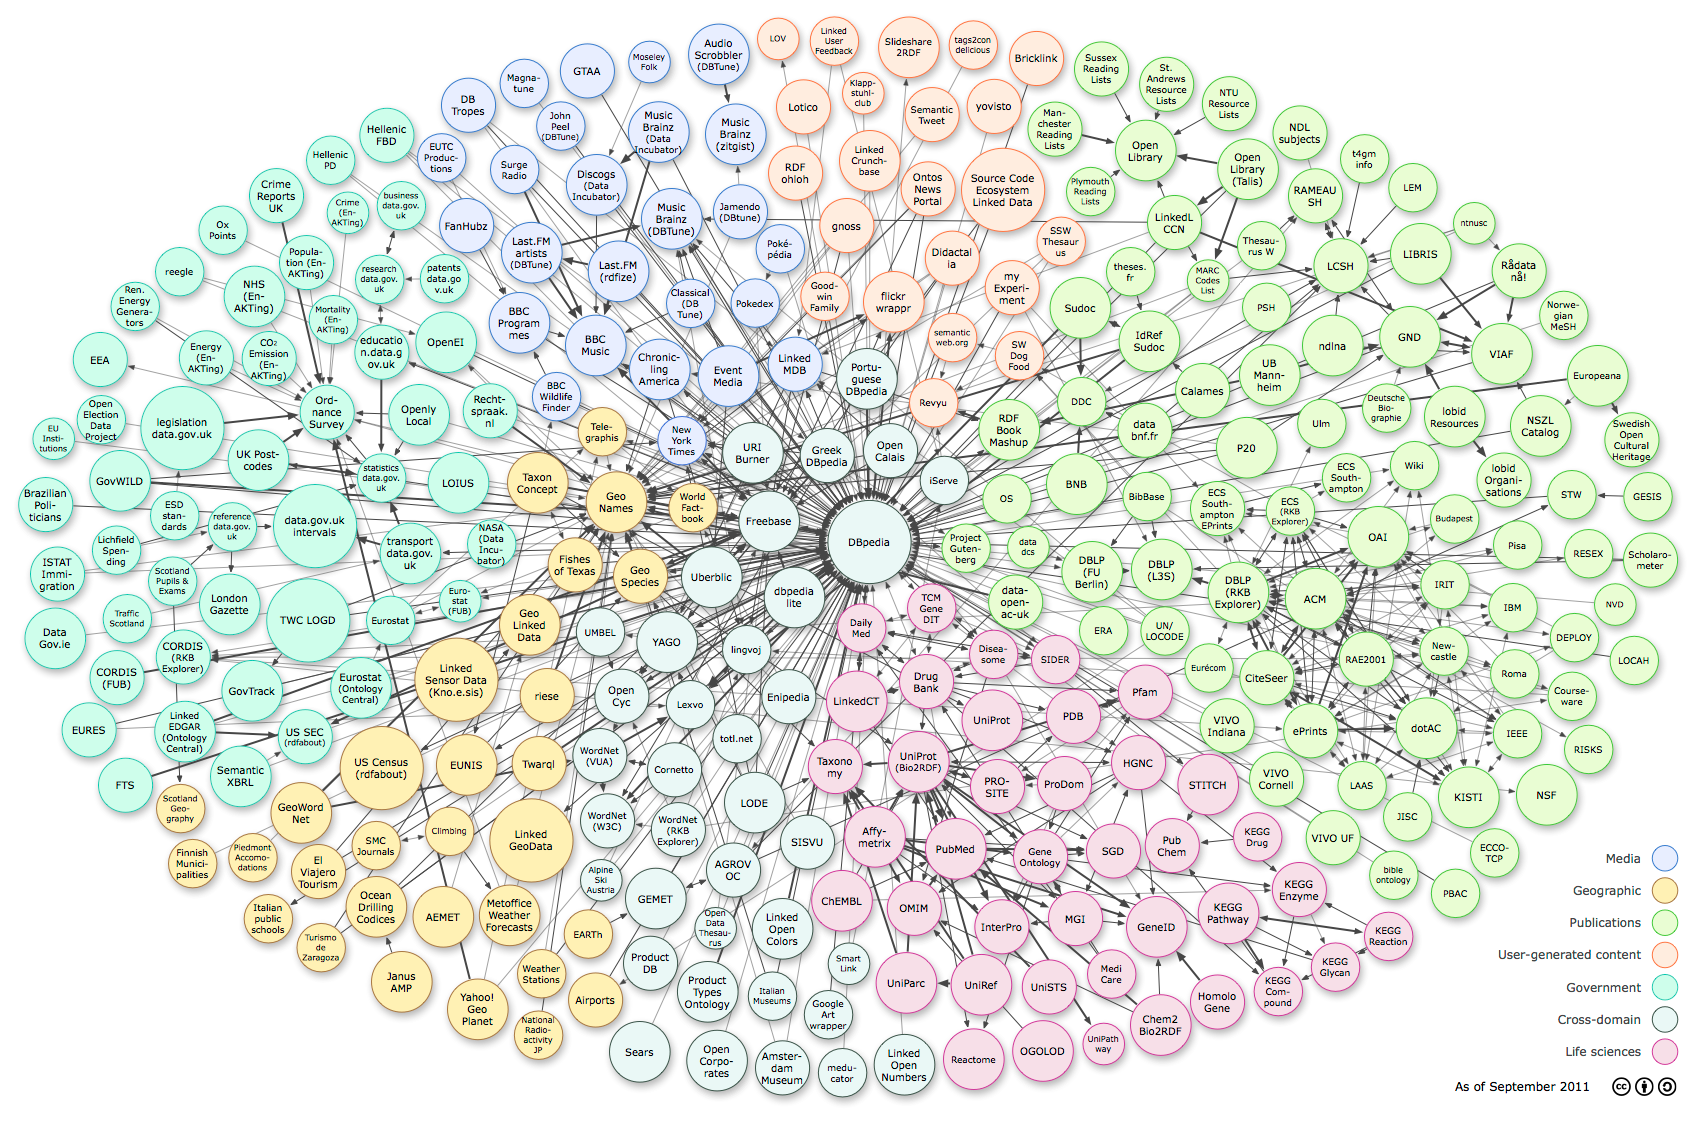 Audio
Scrobbler
(DBTune)
LOV
Linked
User
Feedback
Slideshare
2RDF
tags2con
delicious
Bricklink
Moseley
Folk
GTAA
Magna-
tune
DB
Tropes
Klapp-
stuhl-
club
Sussex
Reading
Lists
St.
Andrews
Resource
Lists
NTU
Resource
Lists
Lotico
Semantic
Tweet
yovisto
Man-
chester
Reading
Lists
John
Peel
(DBTune)
Music
Brainz
(Data
Incubator)
Music
Brainz
(zitgist)
Hellenic
FBD
Hellenic
PD
EUTC
Produc-
tions
Surge
Radio
Discogs
(Data
Incubator)
RDF
ohloh
Linked
Crunch-
base
Ontos
News
Portal
Source Code
Ecosystem
Linked Data
Open
Library
Open
Library
(Talis)
NDL
subjects
t4gm
info
Plymouth
Reading
Lists
RAMEAU
SH
LEM
Crime
Reports
UK
Crime
(En-
AKTing)
business
data.gov.
uk
FanHubz
Music
Brainz
(DBTune)
Jamendo
(DBtune)
gnoss
SSW
Thesaur
us
LinkedL
CCN
ntnusc
Ox
Points
Popula-
tion (En-
AKTing)
Last.FM
artists
(DBTune)
Last.FM
(rdfize)
Poké-
pédia
Didactal
ia
Thesau-
rus W
LCSH
LIBRIS
Rådata
nå!
reegle
NHS
(En-
AKTing)
research
data.gov.
uk
patents
data.go
v.uk
Classical
(DB
Tune)
Pokedex
Good-
win
Family
flickr
wrappr
my
Experi-
ment
theses.
fr
MARC
Codes
List
Ren.
Energy
Genera-
tors
Mortality
(En-
AKTing)
BBC
Program
mes
Sudoc
PSH
Norwe-
gian
MeSH
Energy
(En-
AKTing)
CO2
Emission
(En-
AKTing)
educatio
n.data.g
ov.uk
OpenEI
BBC
Music
Chronic-
ling
America
Event
Media
Linked
MDB
Portu-
guese
DBpedia
semantic
web.org
SW
Dog
Food
IdRef
Sudoc
ndlna
GND
VIAF
EEA
BBC
Wildlife
Finder
Revyu
DDC
Calames
UB
Mann-
heim
Europeana
Open
Election
Data
Project
legislation
data.gov.uk
Ord-
nance
Survey
Openly
Local
Recht-
spraak.
nl
Tele-
graphis
New
York
Times
URI
Burner
Greek
DBpedia
Open
Calais
RDF
Book
Mashup
data
bnf.fr
Deutsche
Bio-
graphie
Ulm
lobid
Resources
NSZL
Catalog
Swedish
Open
Cultural
Heritage
EU
Insti-
tutions
UK Post-
codes
P20
GovWILD
statistics
data.gov.
uk
LOIUS
Taxon
Concept
iServe
BNB
Wiki
ECS
South-
ampton
lobid
Organi-
sations
Brazilian
Poli-
ticians
ESD
stan-
dards
Geo
Names
World
Fact-
book
Freebase
OS
BibBase
ECS
South-
ampton
EPrints
ECS
(RKB
Explorer)
STW
GESIS
reference
data.gov.
uk
data.gov.uk
intervals
Budapest
Lichfield
Spen-
ding
transport
data.gov.
uk
NASA
(Data
Incu-
bator)
DBpedia
Project
Guten-
berg
data
dcs
OAI
Pisa
RESEX
Scholaro-
meter
ISTAT
Immi-
gration
Scotland
Pupils &
Exams
Fishes
of Texas
Geo
Species
Uberblic
dbpedia
lite
DBLP
(FU
Berlin)
DBLP
(L3S)
DBLP
(RKB
Explorer)
ACM
IRIT
London
Gazette
Euro-
stat
(FUB)
TCM
Gene
DIT
data-
open-
ac-uk
IBM
NVD
Traffic
Scotland
TWC LOGD
Eurostat
Geo
Linked
Data
UMBEL
YAGO
Daily
Med
ERA
UN/
LOCODE
DEPLOY
Data
Gov.ie
CORDIS
(RKB
Explorer)
lingvoj
Disea-
some
SIDER
Eurécom
RAE2001
New-
castle
LOCAH
CORDIS
(FUB)
Linked
Sensor Data
(Kno.e.sis)
Drug
Bank
CiteSeer
Roma
GovTrack
Eurostat
(Ontology
Central)
riese
Open
Cyc
Lexvo
Enipedia
LinkedCT
Pfam
Course-
ware
EURES
Linked
EDGAR
(Ontology
Central)
US SEC
(rdfabout)
UniProt
PDB
VIVO
Indiana
ePrints
dotAC
IEEE
RISKS
totl.net
FTS
Semantic
XBRL
US Census
(rdfabout)
EUNIS
Twarql
WordNet
(VUA)
Cornetto
Taxono
my
UniProt
(Bio2RDF)
PRO-
SITE
ProDom
HGNC
STITCH
VIVO
Cornell
LAAS
KISTI
NSF
Scotland
Geo-
graphy
GeoWord
Net
Climbing
Linked
GeoData
WordNet
(W3C)
WordNet
(RKB
Explorer)
LODE
JISC
SMC
Journals
SISVU
Affy-
metrix
PubMed
Gene
Ontology
SGD
Pub
Chem
KEGG
Drug
VIVO UF
ECCO-
TCP
Finnish
Munici-
palities
Piedmont
Accomo-
dations
El
Viajero
Tourism
Alpine
Ski
Austria
AGROV
OC
bible
ontology
PBAC
Italian
public
schools
Ocean
Drilling
Codices
AEMET
Metoffice
Weather
Forecasts
GEMET
ChEMBL
OMIM
KEGG
Enzyme
Turismo
de
Zaragoza
EARTh
Open
Data
Thesau-
rus
Linked
Open
Colors
InterPro
MGI
GeneID
KEGG
Pathway
KEGG
Reaction
Janus
AMP
Weather
Stations
Product
DB
Smart
Link
Medi
Care
KEGG
Glycan
Yahoo!
Geo
Planet
Airports
Product
Types
Ontology
Italian
Museums
Google
Art
wrapper
UniParc
UniRef
UniSTS
Homolo
Gene
KEGG
Com-
pound
National
Radio-
activity
JP
Chem2
Bio2RDF
Sears
Open
Corpo-
rates
Amster-
dam
Museum
medu-
cator
Linked
Open
Numbers
Reactome
OGOLOD
UniPath
way
Media
Geographic
Publications
User-generated content
Government
Cross-domain
Life sciences
As of September 2011
cc